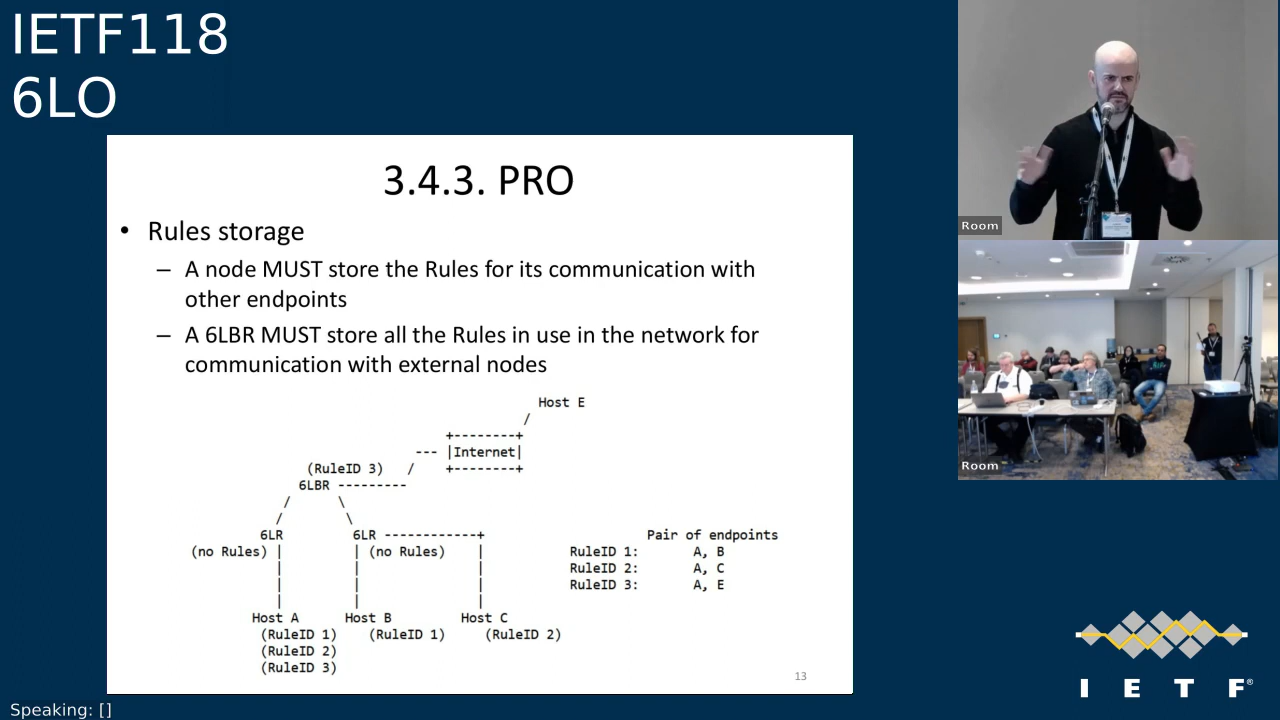 IETF118
6LO
3.4.3. PRO
• Rules storage
– A node MUST store the Rules for its communication with
other endpoints
– A 6LBR MUST store all the Rules in use in the network for
communication with external nodes
Host E
/
+--------+
--- |Internet|
(RuleID 3) / +--------+
6LBR ---------
/ \
/ \
6LR 6LR ------------+ Pair of endpoints
(no Rules) | | (no Rules) | RuleID 1: A, B
| | | RuleID 2: A, C
| | | RuleID 3: A, E
| | |
Host A Host B Host C
(RuleID 1) (RuleID 1) (RuleID 2)
(RuleID 2)
(RuleID 3)
13
Room
Room
I E T F®
Speaking: []